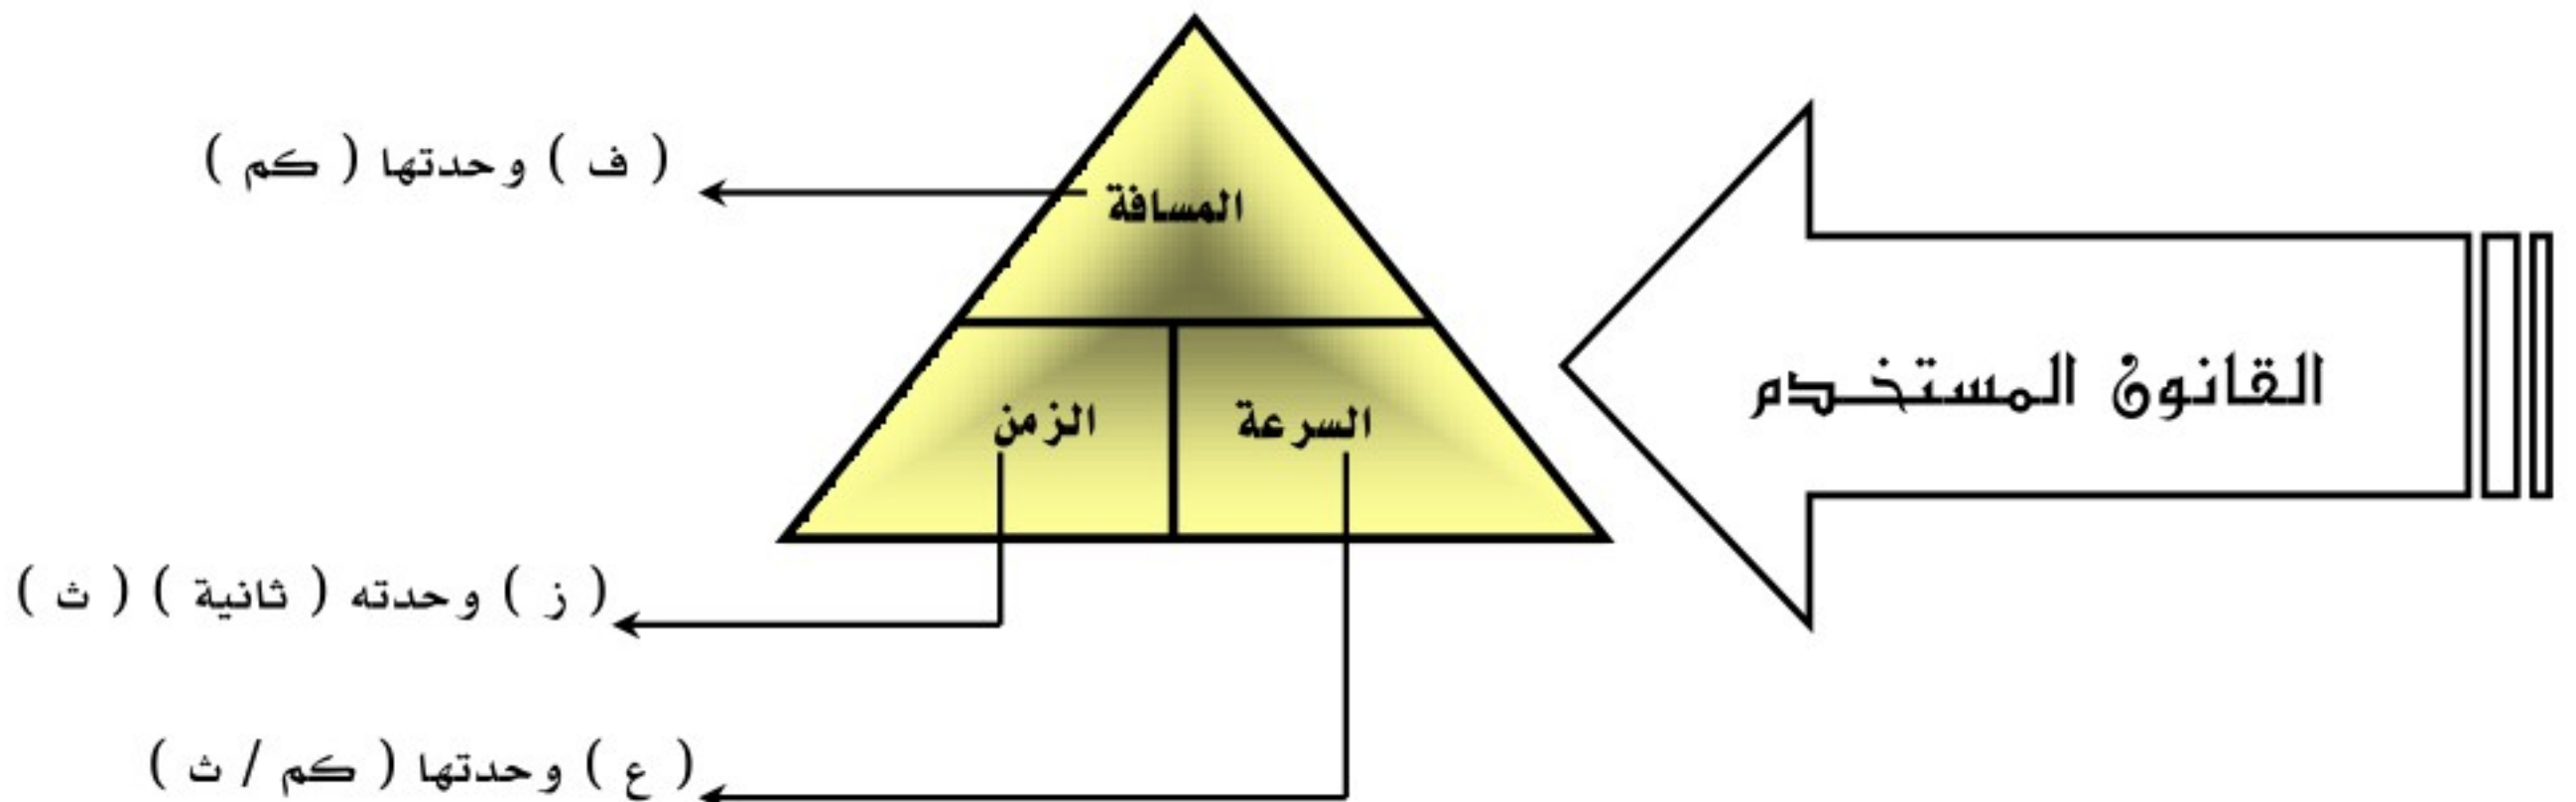 ( ف ) وحدتها ( كم )
المسافة
القانون المستخدم
السرعة
الزمن
( ز ) وحدته ( ثانية ) ( ث )
( ع ) وحدتها ( كم / ث )